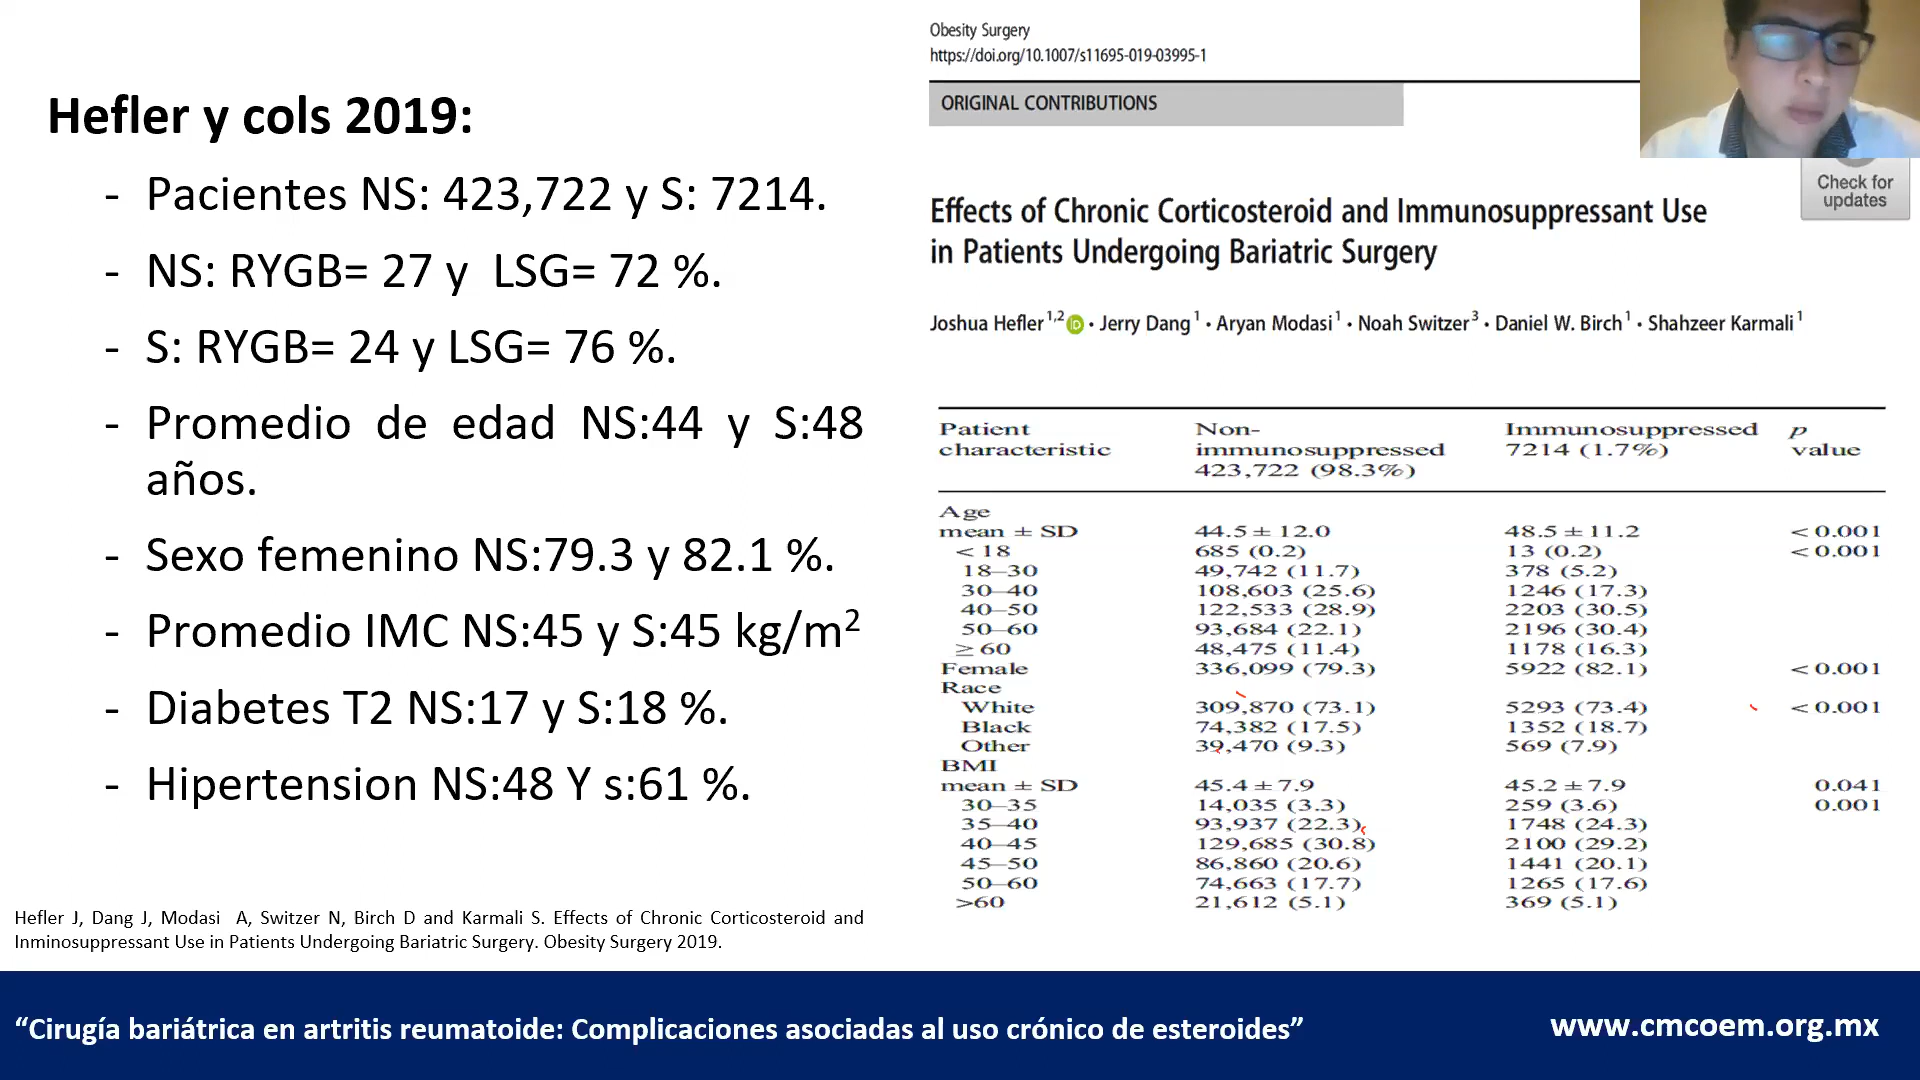 Hefler y cols 2019:
- Pacientes NS: 423,722 y S: 7214.
- NS: RYGB= 27 y LSG= 72 %.
- S: RYGB= 24 y LSG= 76 %.
- Promedio de edad NS:44 y S:48
años.
- Sexo femenino NS:79.3 y 82.1 %.
- Promedio IMC NS:45 y S:45 kg/m²
- Diabetes T2 NS:17 y S:18 %.
- Hipertension NS:48 Y s:61 %.
Hefler J, Dang J, Modasi A, Switzer N, Birch D and Karmali S. Effects of Chronic Corticosteroid and
Inminosuppressant Use in Patients Undergoing Bariatric Surgery. Obesity Surgery 2019.
Obesity Surgery
https://doi.org/10.1007/s11695-019-03995-1
ORIGINAL CONTRIBUTIONS
Check for
updates
Effects of Chronic Corticosteroid and Immunosuppressant Use
in Patients Undergoing Bariatric Surgery
Joshua Hefler 1,2 iD • Jerry Dang 1 • Aryan Modasi 1 • Noah Switzer 3 • Daniel W. Birch 1 • Shahzeer Karmali 1
Patient Non- Immunosuppressed p
characteristic immunosuppressed 7214 (1.7%) value
423,722 (98.3%)
Age
mean ± SD 44.5 ± 12.0 48.5 ± 11.2 < 0.001
< 18 685 (0.2) 13 (0.2) < 0.001
18–30 49,742 (11.7) 378 (5.2)
30–40 108,603 (25.6) 1246 (17.3)
40–50 122,533 (28.9) 2203 (30.5)
50–60 93,684 (22.1) 2196 (30.4)
≥ 60 48,475 (11.4) 1178 (16.3)
Female 336,099 (79.3) 5922 (82.1) < 0.001
Race
White 309,870 (73.1) 5293 (73.4) < 0.001
Black 74,382 (17.5) 1352 (18.7)
Other 39,470 (9.3) 569 (7.9)
BMI
mean ± SD 45.4 ± 7.9 45.2 ± 7.9 0.041
30–35 14,035 (3.3) 259 (3.6) 0.001
35–40 93,937 (22.3) 1748 (24.3)
40–45 129,685 (30.8) 2100 (29.2)
45–50 86,860 (20.6) 1441 (20.1)
50–60 74,663 (17.7) 1265 (17.6)
>60 21,612 (5.1) 369 (5.1)
“Cirugía bariátrica en artritis reumatoide: Complicaciones asociadas al uso crónico de esteroides”
www.cmcoem.org.mx